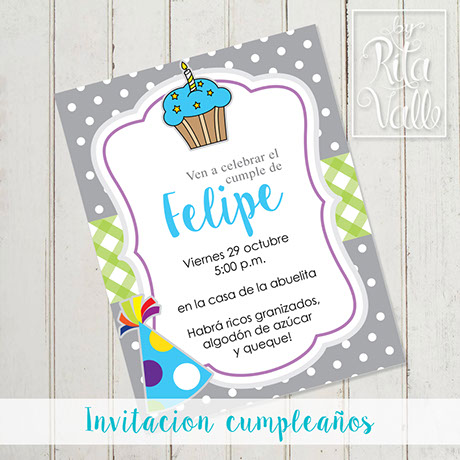 by
Rita
Valle
Ven a celebrar el
cumple de
Felipe
Viernes 29 octubre
5:00 p.m.
en la casa de la abuelita
Habrá ricos granizados,
algodón de azúcar
y queque!
Invitacion cumpleaños